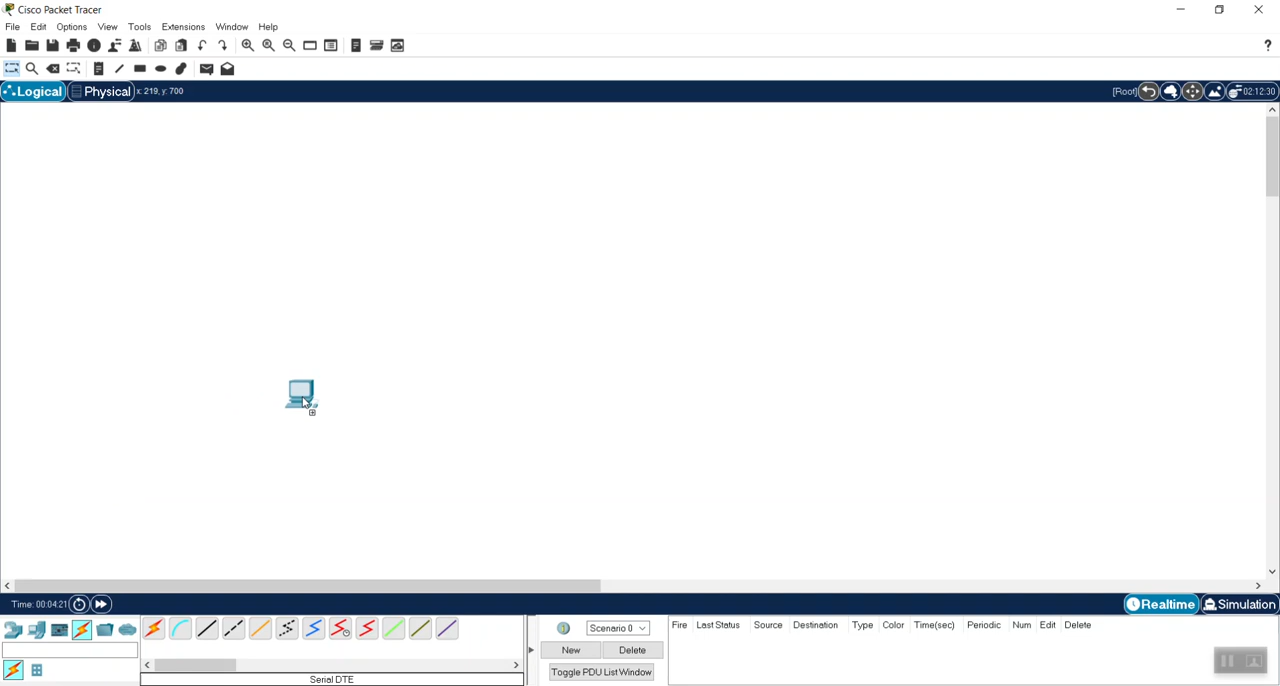 Cisco Packet Tracer
File Edit Options View Tools Extensions Window Help
?
Logical Physical x: 219, y: 700 [Root] 02:12:30
Time: 00:04:21 Realtime Simulation
Scenario 0 Fire Last Status Source Destination Type Color Time(sec) Periodic Num Edit Delete
New Delete
Toggle PDU List Window
Serial DTE